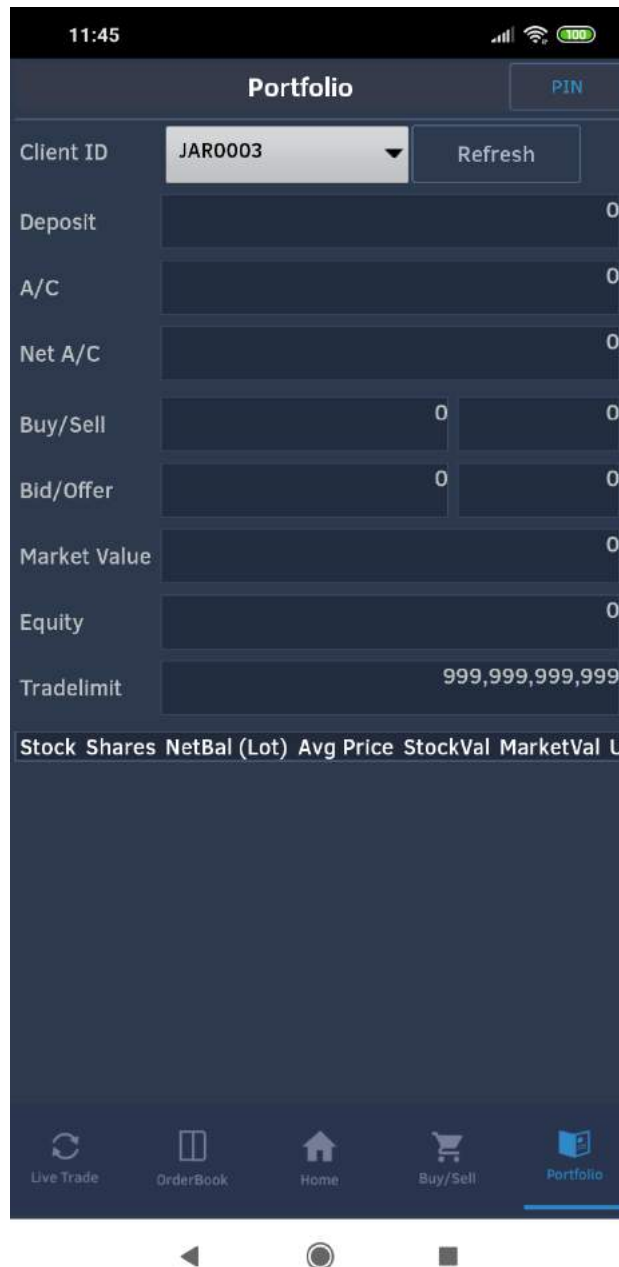 11:45 100
Portfolio PIN
Client ID JAR0003 Refresh
Deposit 0
A/C 0
Net A/C 0
Buy/Sell 0 0
Bid/Offer 0 0
Market Value 0
Equity 0
Tradelimit 999,999,999,999
Stock Shares NetBal (Lot) Avg Price StockVal MarketVal U
Live Trade OrderBook Home Buy/Sell Portfolio